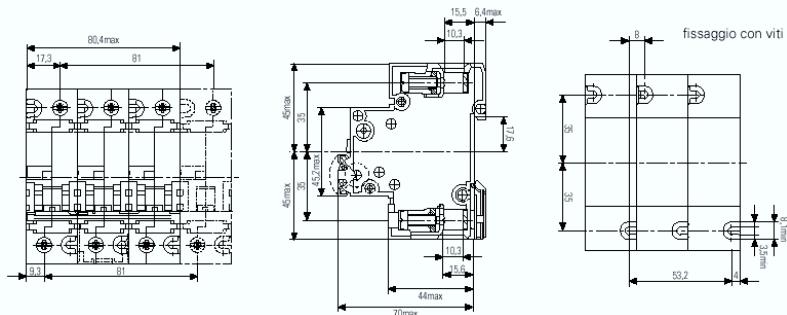 80,4max
17,3
81
9,3
81
15,5
6,4max
10,3
45max
35
45,2max
17,6
35
45max
10,3
15,6
44max
70max
fissaggio con viti
8
35
35
8,1min
3,5min
53,2
4